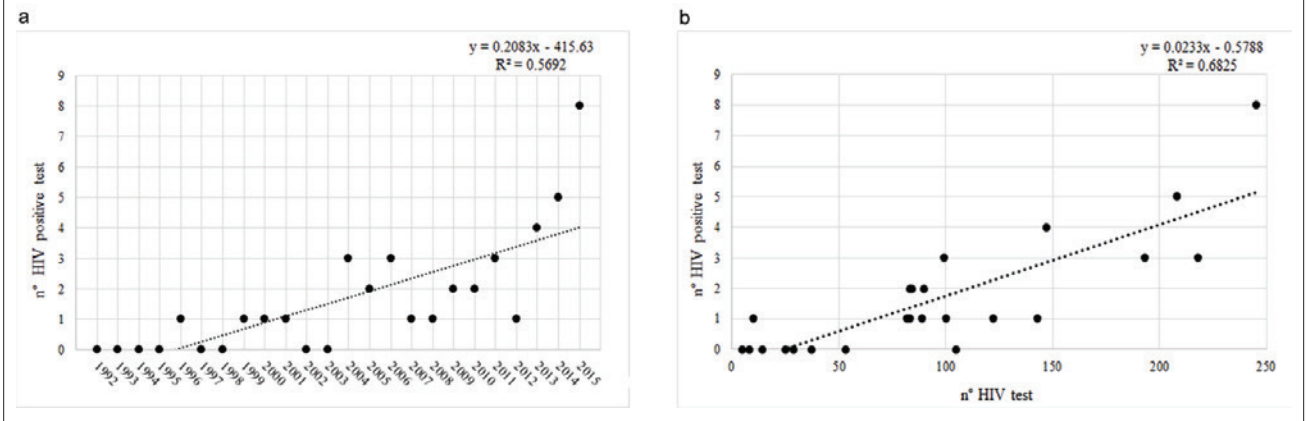 a
y = 0.2083x - 415.63
R² = 0.5692
9
8
7
6
5
4
3
2
1
0
n° HIV positive test
1992 1993 1994 1995 1996 1997 1998 1999 2000 2001 2002 2003 2004 2005 2006 2007 2008 2009 2010 2011 2012 2013 2014 2015
b
y = 0.0233x - 0.5788
R² = 0.6825
9
8
7
6
5
4
3
2
1
0
n° HIV positive test
0 50 100 150 200 250
n° HIV test